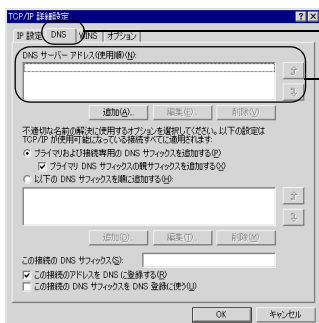 TCP/IP 詳細設定
IP 設定 DNS WINS オプション
DNS サーバー アドレス(使用順)(N):
追加(A)... 編集(E)... 削除(V)
不適切な名前の解決に使用するオプションを選択してください。以下の設定は
TCP/IP が使用可能になっている接続すべてに適用されます:
プライマリおよび接続専用の DNS サフィックスを追加する(P)
プライマリ DNS サフィックスの親サフィックスを追加する(X)
以下の DNS サフィックスを順に追加する(H):
追加(D)... 編集(T)... 削除(M)
この接続の DNS サフィックス(S):
この接続のアドレスを DNS に登録する(R)
この接続の DNS サフィックスを DNS 登録に使う(U)
OK キャンセル